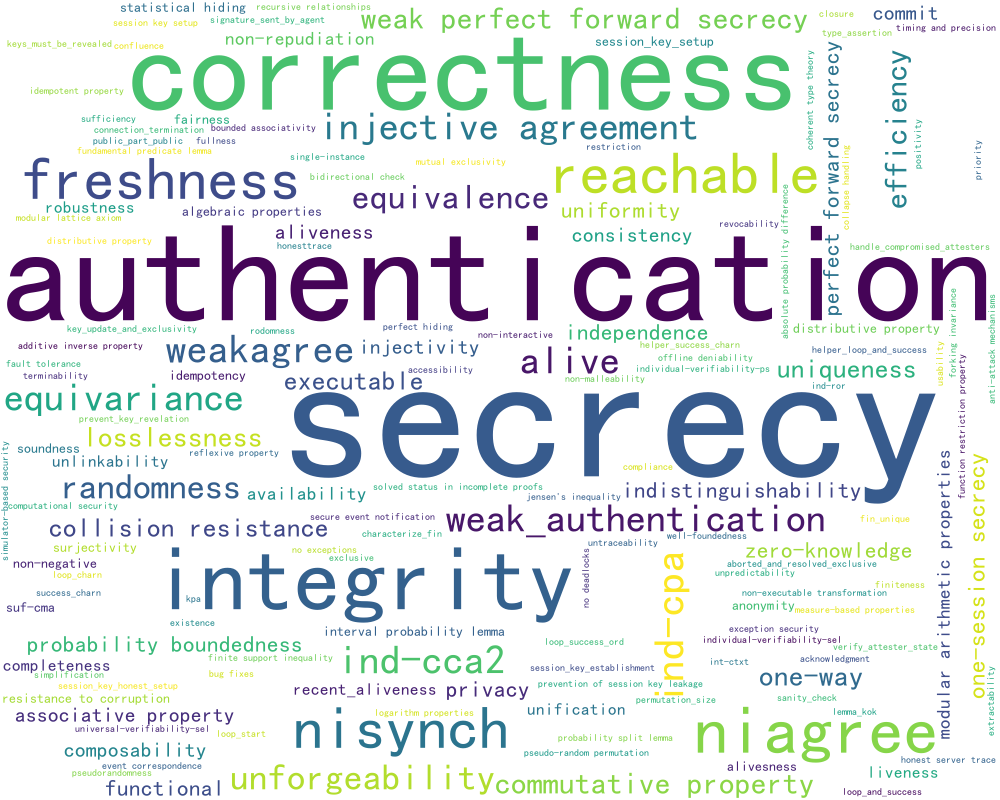 statistical hiding
recursive relationships
session key setup
signature_sent_by_agent
weak perfect forward secrecy
closure
commit
timing and precision
type_assertion
keys_must_be_revealed
confluence
non-repudiation
session_key_setup
correctness
idempotent property
perfect forward secrecy
coherent type theory
efficiency
positivity
priority
sufficiency
fairness
connection_termination
bounded associativity
injective agreement
public_part_public
fullness
restriction
fundamental predicate lemma
single-instance
mutual exclusivity
collapse handling
freshness
bidirectional check
reachable
equivalence
robustness
algebraic properties
uniformity
modular lattice axiom
absolute probability difference
aliveness
revocability
consistency
distributive property
honesttrace
handle_compromised_attesters
authentication
key_update_and_exclusivity
rodomness
perfect hiding
non-interactive
independence
distributive property
additive inverse property
weakagree
injectivity
helper_success_charn
helper_loop_and_success
usability
forking invariance
anti-attack mechanisms
fault tolerance
alive
offline deniability
accessibility
individual-verifiability-ps
uniqueness
terminability
idempotency
executable
non-malleability
ind-ror
equivariance
secrecy
function restriction property
prevent_key_revelation
losslessness
soundness
reflexive property
unlinkability
compliance
simulator-based security
randomness
availability
solved status in incomplete proofs
jensen's inequality
indistinguishability
computational security
collision resistance
secure event notification
weak_authentication
fin_unique
modular arithmetic properties
one-session secrecy
characterize_fin
well-foundedness
surjectivity
no exceptions
untraceability
zero-knowledge
non-negative
exclusive
integrity
no deadlocks
ind-cpa
aborted_and_resolved_exclusive
loop_charn
unpredictability
finiteness
success_charn
non-executable transformation
suf-cma
kpa
anonymity
measure-based properties
existence
interval probability lemma
exception security
individual-verifiability-sel
probability boundedness
loop_success_ord
verify_attester_state
completeness
finite support inequality
ind-cca2
int-ctxt
acknowledgment
simplification
bug fixes
session_key_establishment
one-way
extractability
session_key_honest_setup
recent_aliveness
privacy
prevention of session key leakage
resistance to corruption
permutation_size
sanity_check
associative property
logarithm properties
unification
lemma_kok
universal-verifiability-sel
loop_start
nisynch
niagree
composability
probability split lemma
pseudo-random permutation
honest server trace
event correspondence
alivesness
pseudorandomness
liveness
functional
unforgeability
commutative property
loop_and_success